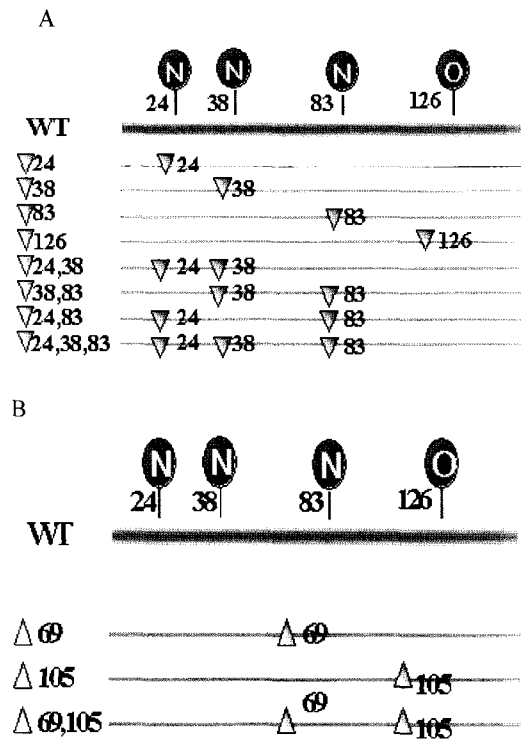 A
N N N O
24 38 83 126
WT
▽24 24
▽38 38
▽83 83
▽126 126
▽24,38 24 38
▽38,83 38 83
▽24,83 24 83
▽24,38,83 24 38 83
B
N N N O
24 38 83 126
WT
△ 69 69
△ 105 105
△ 69,105 69 105